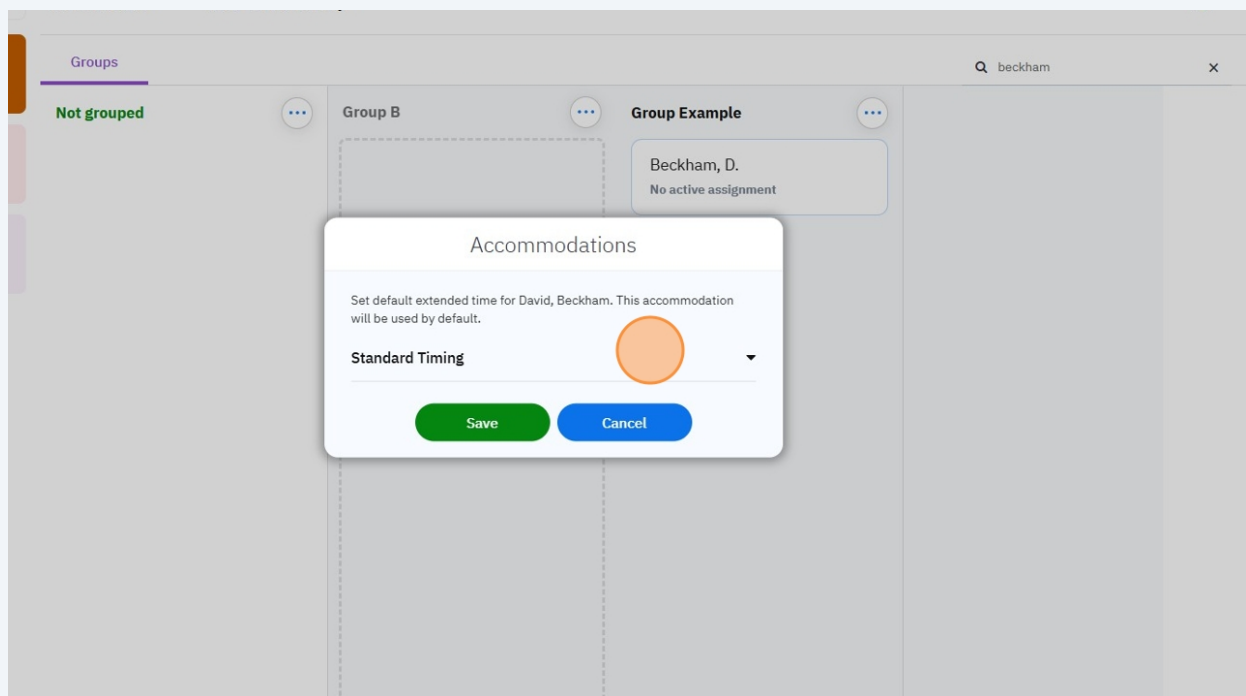 Groups
beckham
Not grouped
Group B
Group Example
Beckham, D.
No active assignment
Accommodations
Set default extended time for David, Beckham. This accommodation
will be used by default.
Standard Timing
Save
Cancel